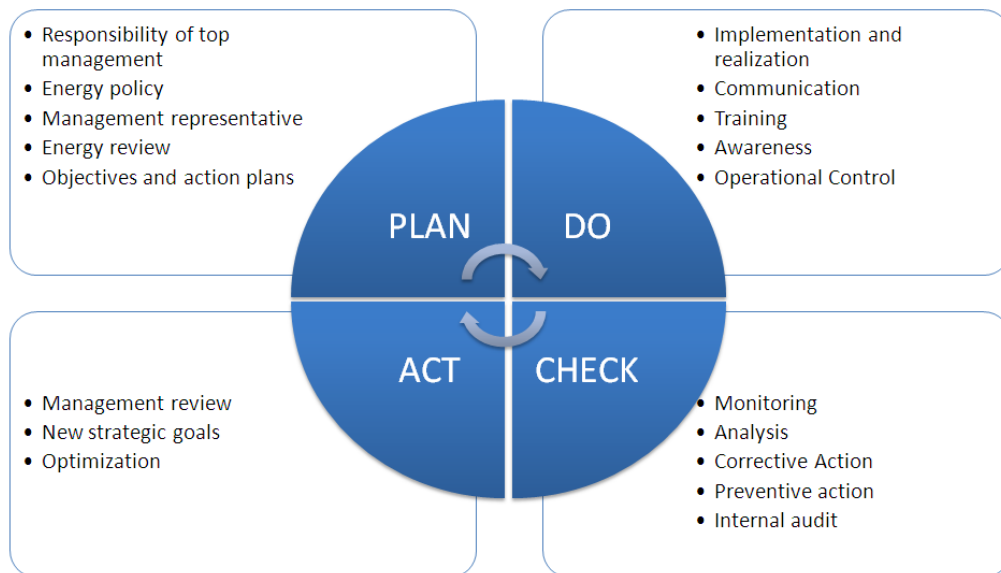 • Responsibility of top
management
• Energy policy
• Management representative
• Energy review
• Objectives and action plans
• Implementation and
realization
• Communication
• Training
• Awareness
• Operational Control
PLAN
DO
ACT
CHECK
• Management review
• New strategic goals
• Optimization
• Monitoring
• Analysis
• Corrective Action
• Preventive action
• Internal audit